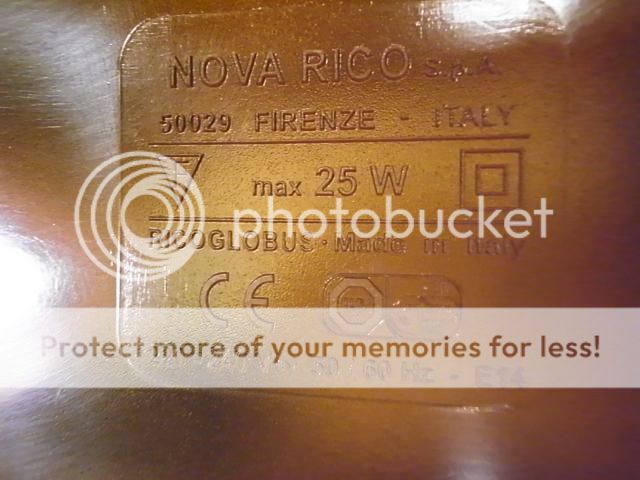 NOVA RICO S.p.A.
50029 FIRENZE - ITALY
max 25 W
photobucket
RICOGLOBUS · Made in Italy
CE
Protect more of your memories for less!
50/60 Hz - E14